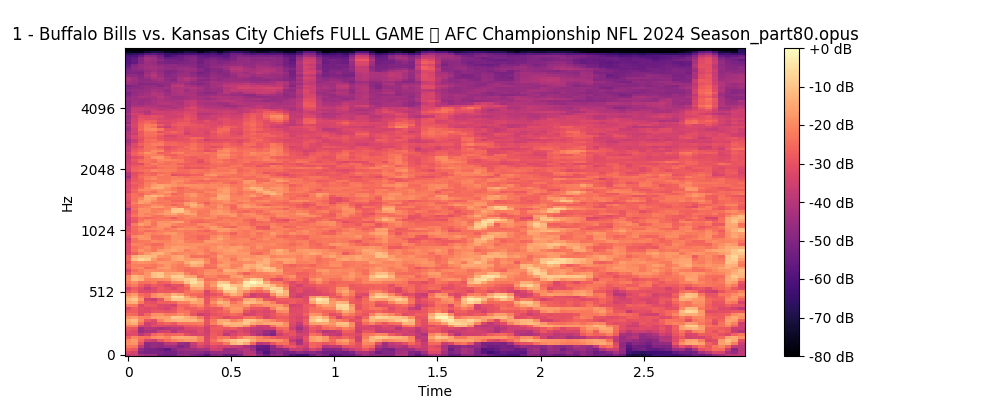 1 - Buffalo Bills vs. Kansas City Chiefs FULL GAME ▯ AFC Championship NFL 2024 Season_part80.opus
+0 dB
-10 dB
-20 dB
-30 dB
-40 dB
-50 dB
-60 dB
-70 dB
-80 dB
4096
2048
1024
512
0
Hz
0
0.5
1
1.5
2
2.5
Time